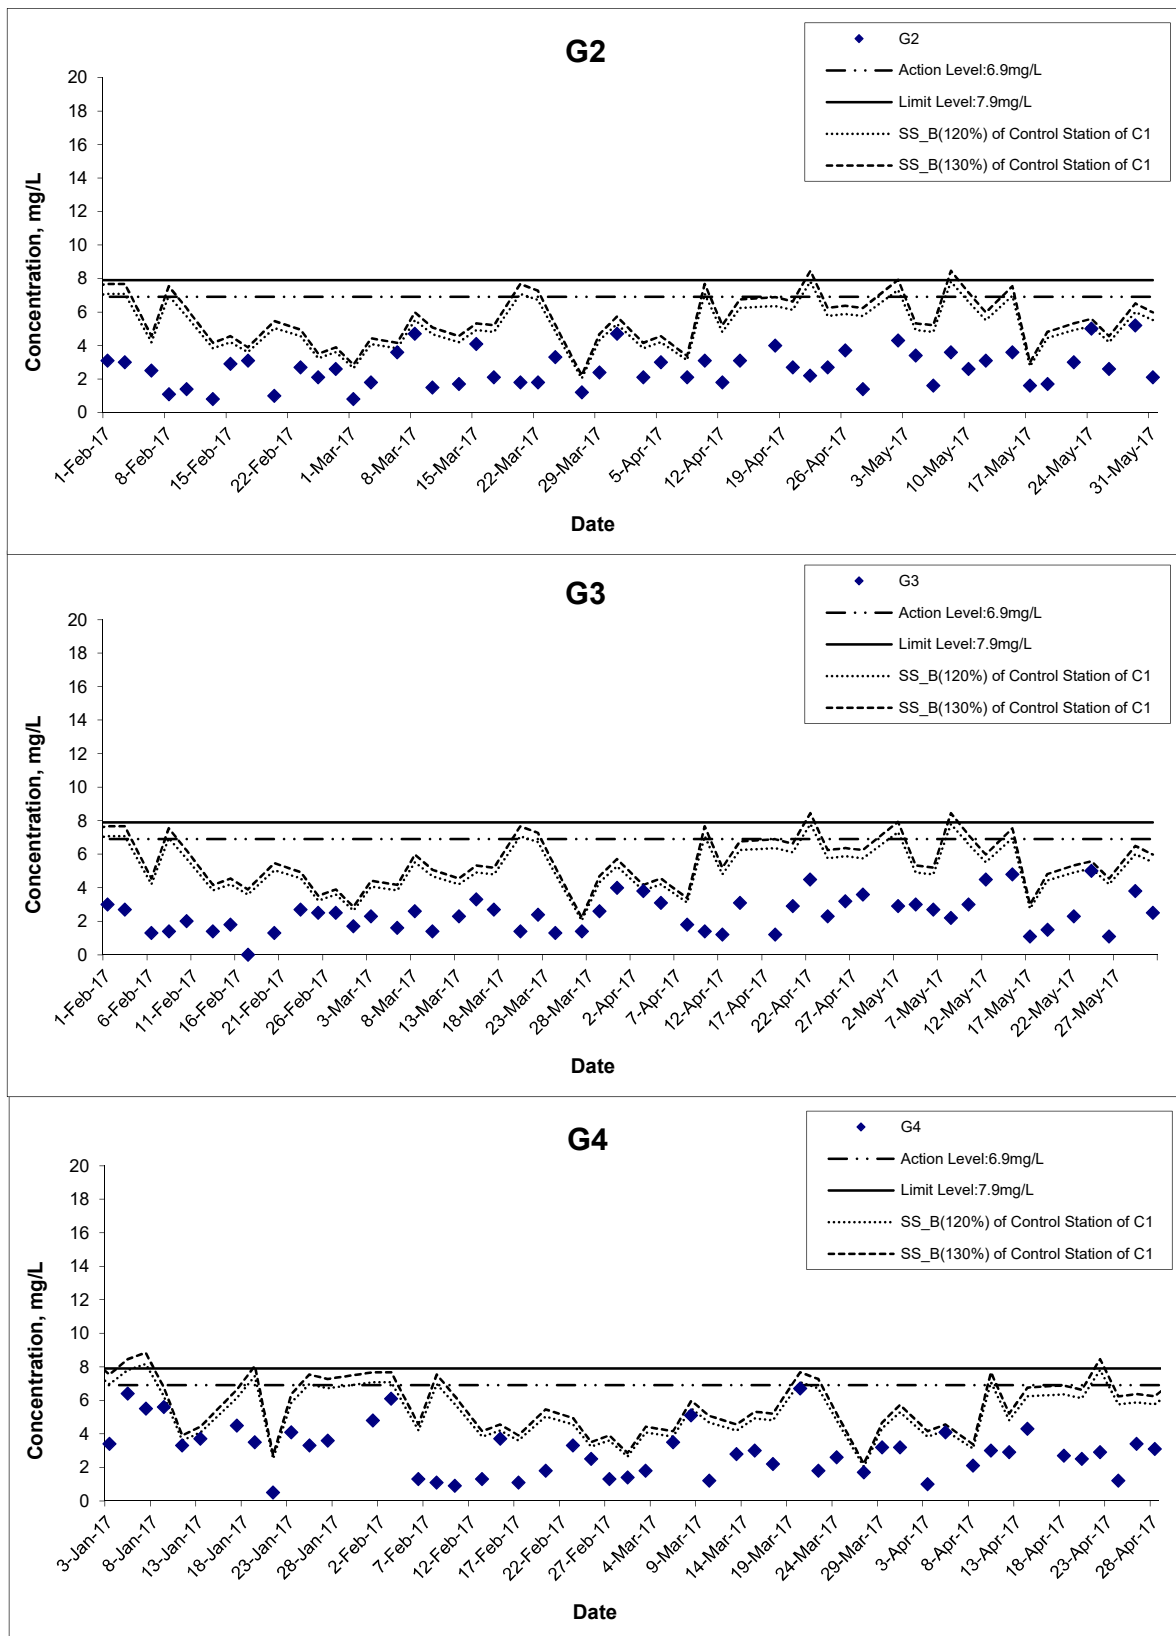 G2
G2
Action Level:6.9mg/L
Limit Level:7.9mg/L
SS_B(120%) of Control Station of C1
SS_B(130%) of Control Station of C1
Concentration, mg/L
20
18
16
14
12
10
8
6
4
2
0
1-Feb-17
8-Feb-17
15-Feb-17
22-Feb-17
1-Mar-17
8-Mar-17
15-Mar-17
22-Mar-17
29-Mar-17
5-Apr-17
12-Apr-17
19-Apr-17
26-Apr-17
3-May-17
10-May-17
17-May-17
24-May-17
31-May-17
Date
G3
G3
Action Level:6.9mg/L
Limit Level:7.9mg/L
SS_B(120%) of Control Station of C1
SS_B(130%) of Control Station of C1
Concentration, mg/L
20
18
16
14
12
10
8
6
4
2
0
1-Feb-17
6-Feb-17
11-Feb-17
16-Feb-17
21-Feb-17
26-Feb-17
3-Mar-17
8-Mar-17
13-Mar-17
18-Mar-17
23-Mar-17
28-Mar-17
2-Apr-17
7-Apr-17
12-Apr-17
17-Apr-17
22-Apr-17
27-Apr-17
2-May-17
7-May-17
12-May-17
17-May-17
22-May-17
27-May-17
Date
G4
G4
Action Level:6.9mg/L
Limit Level:7.9mg/L
SS_B(120%) of Control Station of C1
SS_B(130%) of Control Station of C1
Concentration, mg/L
20
18
16
14
12
10
8
6
4
2
0
3-Jan-17
8-Jan-17
13-Jan-17
18-Jan-17
23-Jan-17
28-Jan-17
2-Feb-17
7-Feb-17
12-Feb-17
17-Feb-17
22-Feb-17
27-Feb-17
4-Mar-17
9-Mar-17
14-Mar-17
19-Mar-17
24-Mar-17
29-Mar-17
3-Apr-17
8-Apr-17
13-Apr-17
18-Apr-17
23-Apr-17
28-Apr-17
Date